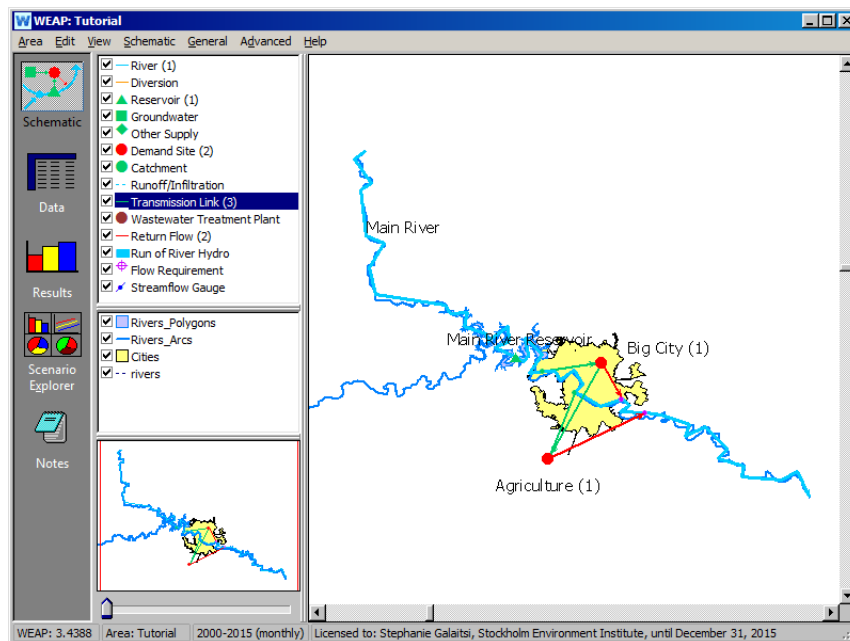 WEAP: Tutorial
Area Edit View Schematic General Advanced Help
Schematic
Data
Results
Scenario
Explorer
Notes
River (1)
Diversion
Reservoir (1)
Groundwater
Other Supply
Demand Site (2)
Catchment
Runoff/Infiltration
Transmission Link (3)
Wastewater Treatment Plant
Return Flow (2)
Run of River Hydro
Flow Requirement
Streamflow Gauge
Rivers_Polygons
Rivers_Arcs
Cities
rivers
Main River
Main River Reservoir
Big City (1)
Agriculture (1)
WEAP: 3.4388 Area: Tutorial 2000-2015 (monthly) Licensed to: Stephanie Galaitsi, Stockholm Environment Institute, until December 31, 2015